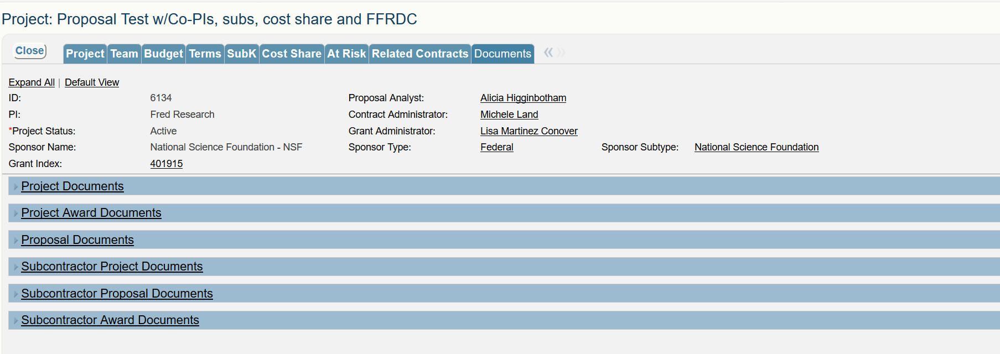 Project: Proposal Test w/Co-PIs, subs, cost share and FFRDC
Close Project Team Budget Terms SubK Cost Share At Risk Related Contracts Documents « »
Expand All | Default View
ID: 6134 Proposal Analyst: Alicia Higginbotham
PI: Fred Research Contract Administrator: Michele Land
*Project Status: Active Grant Administrator: Lisa Martinez Conover
Sponsor Name: National Science Foundation - NSF Sponsor Type: Federal Sponsor Subtype: National Science Foundation
Grant Index: 401915
Project Documents
Project Award Documents
Proposal Documents
Subcontractor Project Documents
Subcontractor Proposal Documents
Subcontractor Award Documents